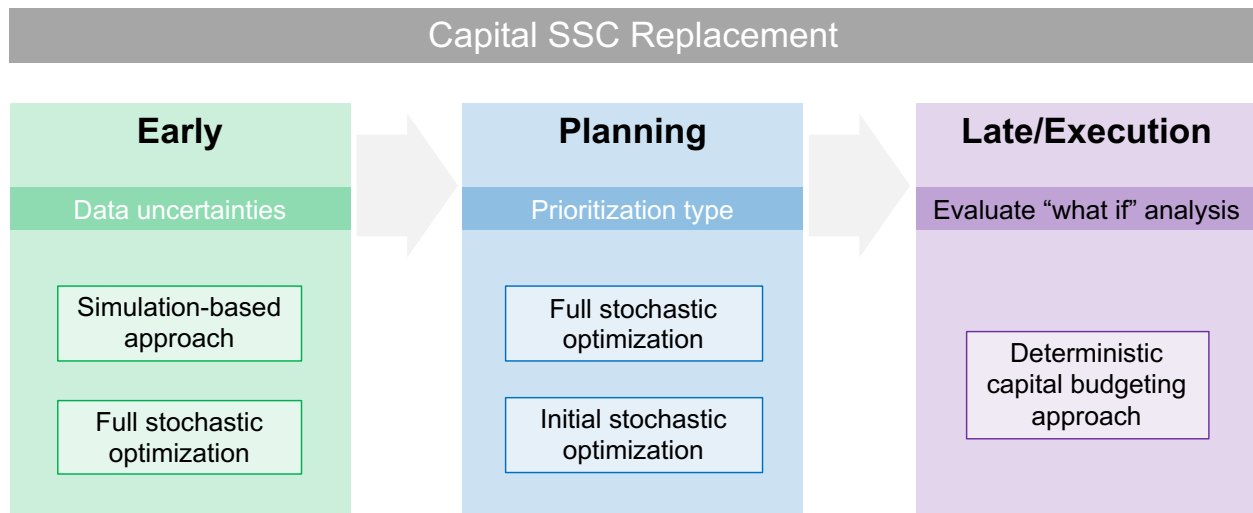 Capital SSC Replacement
Early
Data uncertainties
Simulation-based
approach
Full stochastic
optimization
Planning
Prioritization type
Full stochastic
optimization
Initial stochastic
optimization
Late/Execution
Evaluate “what if” analysis
Deterministic
capital budgeting
approach